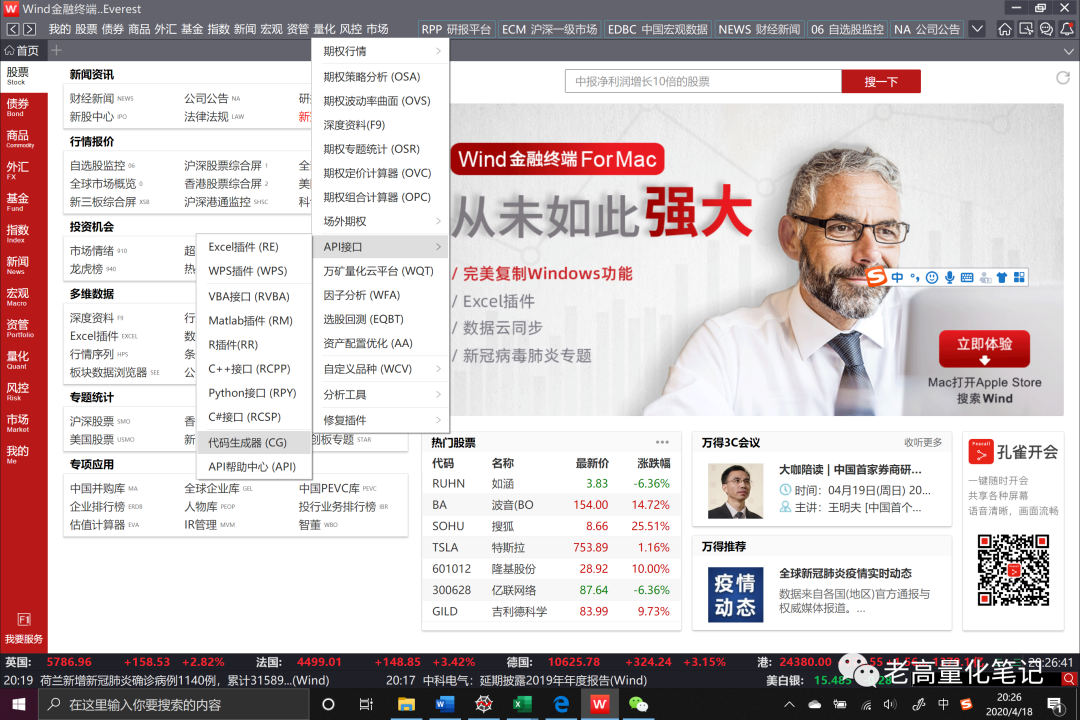 Wind金融终端..Everest
我的 股票 债券 商品 外汇 基金 指数 新闻 宏观 资管 量化 风控 市场
RPP 研报平台 ECM 沪深一级市场 EDBC 中国宏观数据 NEWS 财经新闻 06 自选股监控 NA 公司公告
首页
股票
Stock
债券
Bond
商品
Commodity
外汇
FX
基金
Fund
指数
Index
新闻
News
宏观
Macro
资管
Portfolio
量化
Quant
风控
Risk
市场
Market
我的
Me
F1
我要服务
新闻资讯
财经新闻 NEWS 公司公告 NA 研
新股中心 IPO 法律法规 LAW 新
行情报价
自选股监控 06 沪深股票综合屏 1 全
全球市场概览 0 香港股票综合屏 2 美
新三板综合屏 XSB 沪深港通监控 SHSC 科
投资机会
市场情绪 910 超
龙虎榜 940 热
多维数据
深度资料 F9 行
Excel插件 EXCEL 数
行情序列 HPS 条
板块数据浏览器 SEE 公
专题统计
沪深股票 SMO 香
美国股票 USMO 新
创板专题 STAR
专项应用
中国并购库 MA 全球企业库 GEL 中国PEVC库 PEVC
企业排行榜 ERDB 人物库 PEOP 投行业务排行榜 IBR
估值计算器 EVA IR管理 MVM 智董 WBO
期权行情
期权策略分析 (OSA)
期权波动率曲面 (OVS)
深度资料(F9)
期权专题统计 (OSR)
期权定价计算器 (OVC)
期权组合计算器 (OPC)
场外期权
API接口
万矿量化云平台 (WQT)
因子分析 (WFA)
选股回测 (EQBT)
资产配置优化 (AA)
自定义品种 (WCV)
分析工具
修复插件
Excel插件 (RE)
WPS插件 (WPS)
VBA接口 (RVBA)
Matlab插件 (RM)
R插件(RR)
C++接口 (RCPP)
Python接口 (RPY)
C#接口 (RCSP)
代码生成器 (CG)
API帮助中心 (API)
中报净利润增长10倍的股票
搜一下
Wind 金融终端 For Mac
从未如此强大
/ 完美复制Windows功能
/ Excel插件
/ 数据云同步
/ 新冠病毒肺炎专题
中
立即体验
Mac打开Apple Store
搜索Wind
热门股票
代码 名称 最新价 涨跌幅
RUHN 如涵 3.83 -6.36%
BA 波音(BO 154.00 14.72%
SOHU 搜狐 8.66 25.51%
TSLA 特斯拉 753.89 1.16%
601012 隆基股份 28.92 10.00%
300628 亿联网络 87.64 -6.36%
GILD 吉利德科学 83.99 9.73%
万得3C会议 收听更多
大咖陪读 | 中国首家券商研...
时间：04月19日(周日) 20...
主讲：王明夫 [中国首个...
万得推荐
疫情
动态
全球新冠肺炎疫情实时动态
数据来自各国(地区)官方通报与
权威媒体报道。...
孔雀开会
一键随时开会
共享各种屏幕
语音清晰，画面流畅
英国: 5786.96 +158.53 +2.82% 法国: 4499.01 +148.85 +3.42% 德国: 10625.78 +324.24 +3.15% 港: 24380.00
20:26:41
20:19 荷兰新增新冠肺炎确诊病例1140例，累计31589...(Wind) 20:17 中科电气：延期披露2019年年度报告(Wind) 美白银:
老高量化笔记
在这里输入你要搜索的内容
中
20:26
2020/4/18